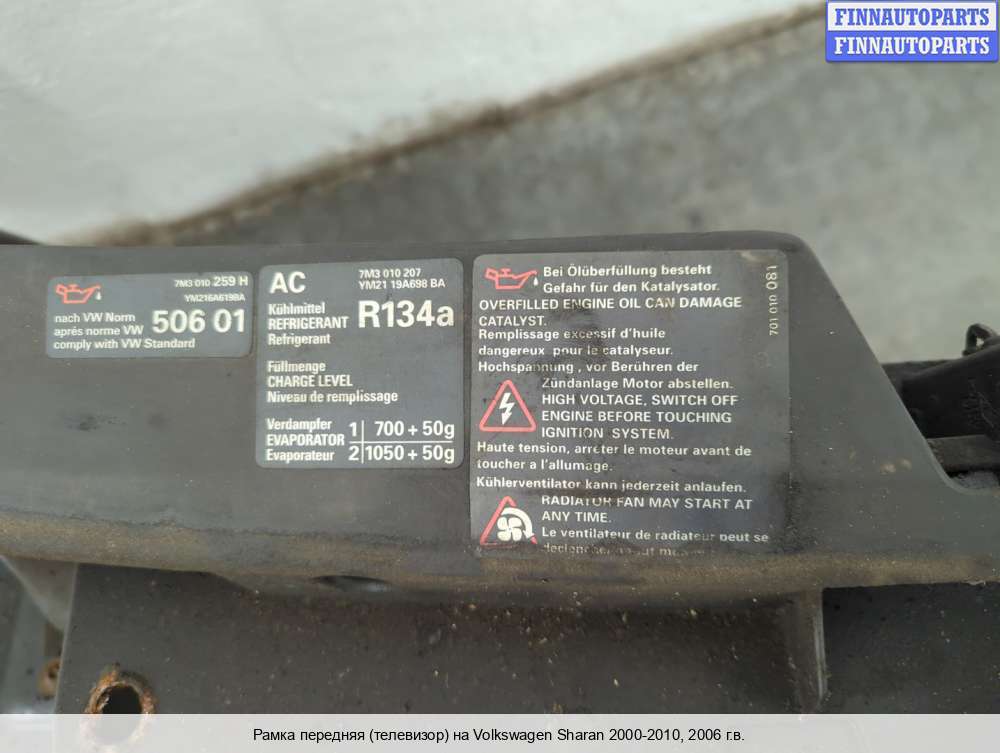 FINNAUTOPARTS
FINNAUTOPARTS
7M3 010 259 H
YM216A619BA
nach VW Norm
aprés norme VW 506 01
comply with VW Standard
AC
7M3 010 207
YM21 19A698 BA
Kühlmittel
REFRIGERANT R134a
Refrigerant
Füllmenge
CHARGE LEVEL
Niveau de remplissage
Verdampfer
EVAPORATOR 1 700 + 50g
Evaporateur 2 1050 + 50g
Bei Ölüberfüllung besteht
Gefahr für den Katalysator.
OVERFILLED ENGINE OIL CAN DAMAGE
CATALYST.
Remplissage excessif d'huile
dangereux pour le catalyseur.
Hochspannung, vor Berühren der
Zündanlage Motor abstellen.
HIGH VOLTAGE, SWITCH OFF
ENGINE BEFORE TOUCHING
IGNITION SYSTEM.
Haute tension, arrêter le moteur avant de
toucher a l'allumage.
Kühlerventilator kann jederzeit anlaufen.
RADIATOR FAN MAY START AT
ANY TIME.
Le ventilateur de radiateur peut se
701 010 081
Рамка передняя (телевизор) на Volkswagen Sharan 2000-2010, 2006 г.в.